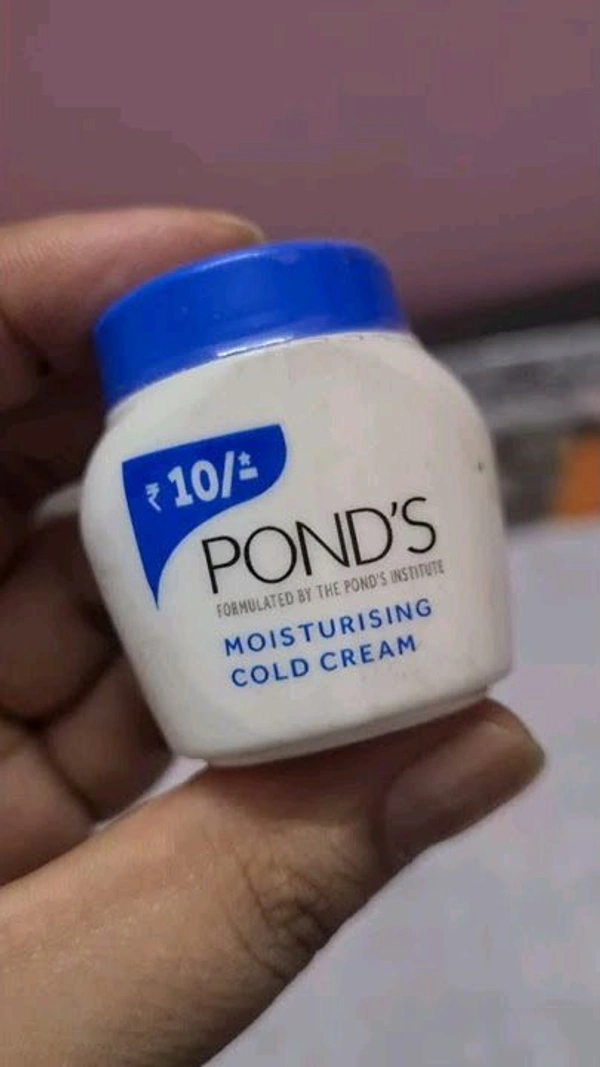 ₹ 10/-*
POND'S
FORMULATED BY THE POND'S INSTITUTE
MOISTURISING
COLD CREAM